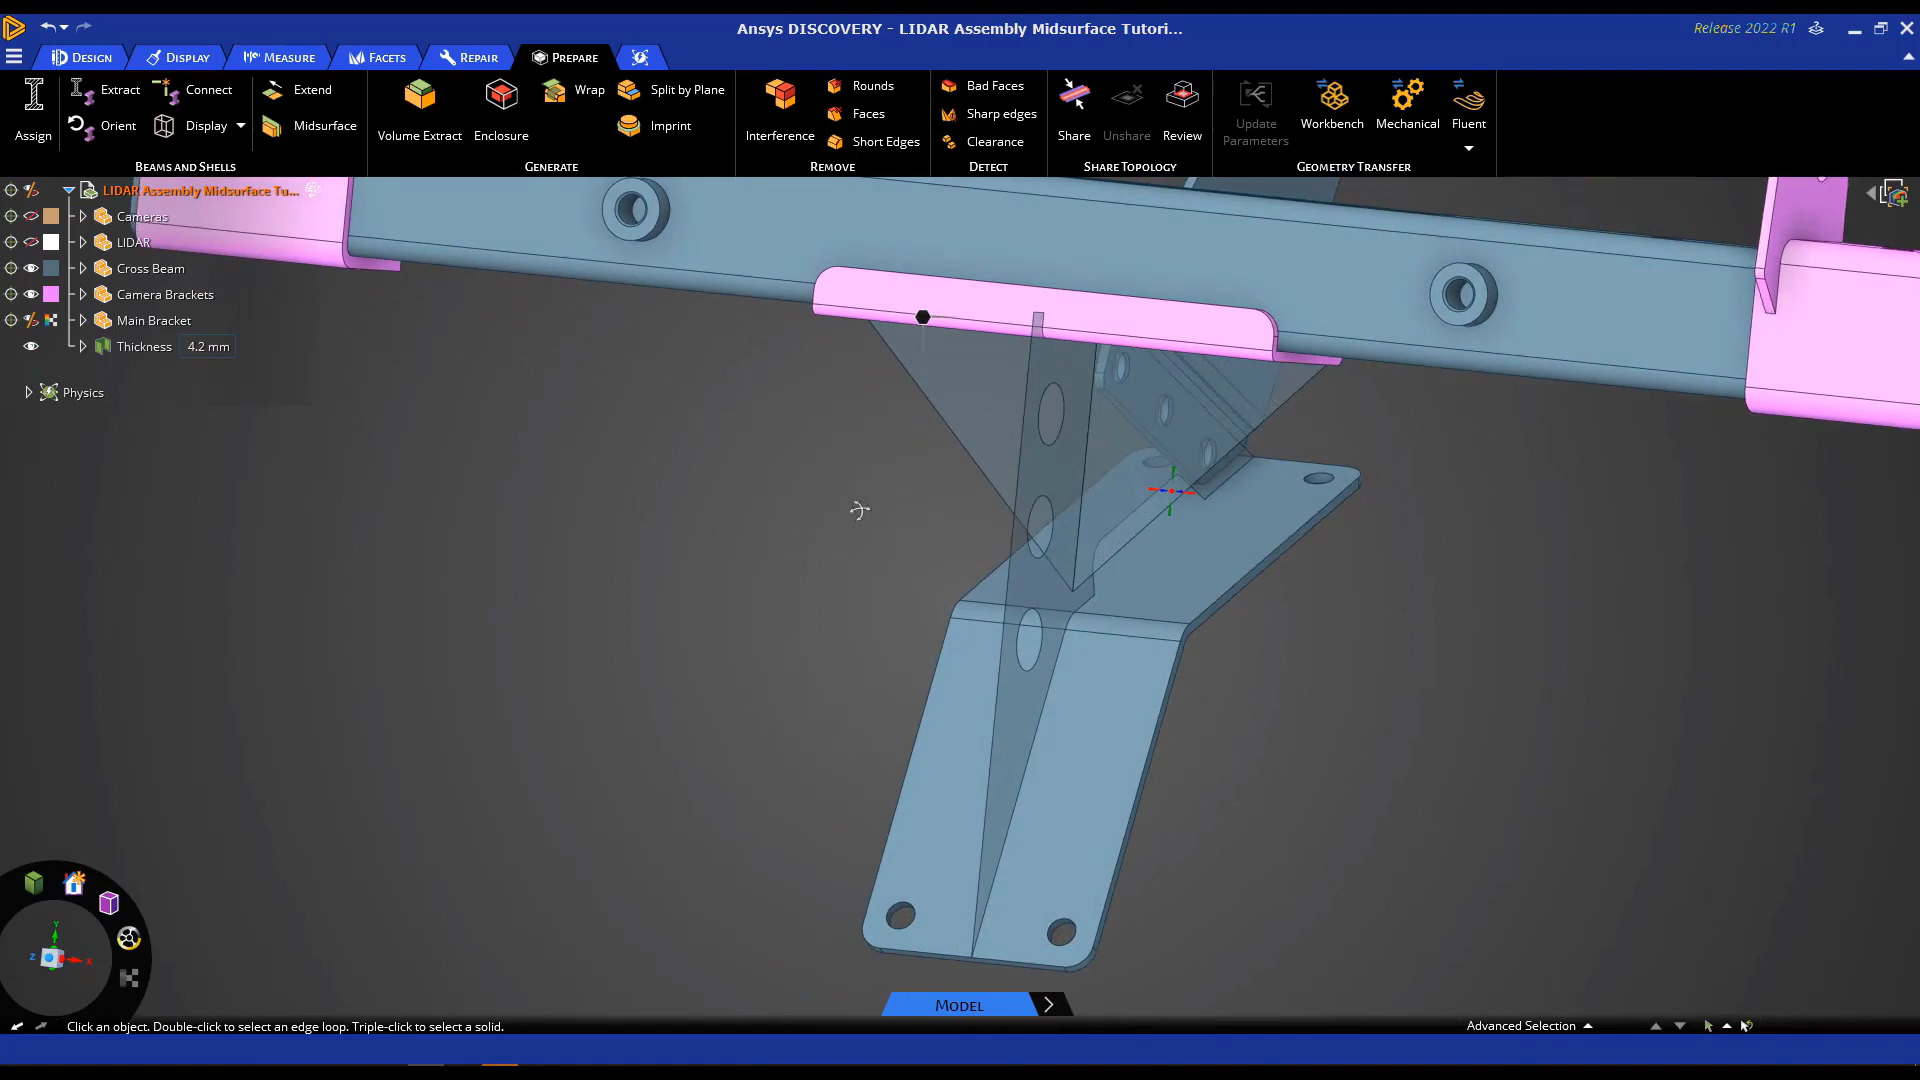 Ansys DISCOVERY - LIDAR Assembly Midsurface Tutori...
Release 2022 R1
DESIGN
DISPLAY
MEASURE
FACETS
REPAIR
PREPARE
Assign
Extract
Connect
Orient
Display
Extend
Midsurface
BEAMS AND SHELLS
Volume Extract
Enclosure
Wrap
Split by Plane
Imprint
GENERATE
Interference
Rounds
Faces
Short Edges
REMOVE
Bad Faces
Sharp edges
Clearance
DETECT
Share
Unshare
Review
SHARE TOPOLOGY
Update
Parameters
Workbench
Mechanical
Fluent
GEOMETRY TRANSFER
LIDAR Assembly Midsurface Tu...
Cameras
LIDAR
Cross Beam
Camera Brackets
Main Bracket
Thickness 4.2 mm
Physics
Y
Z
X
MODEL
Click an object. Double-click to select an edge loop. Triple-click to select a solid.
Advanced Selection